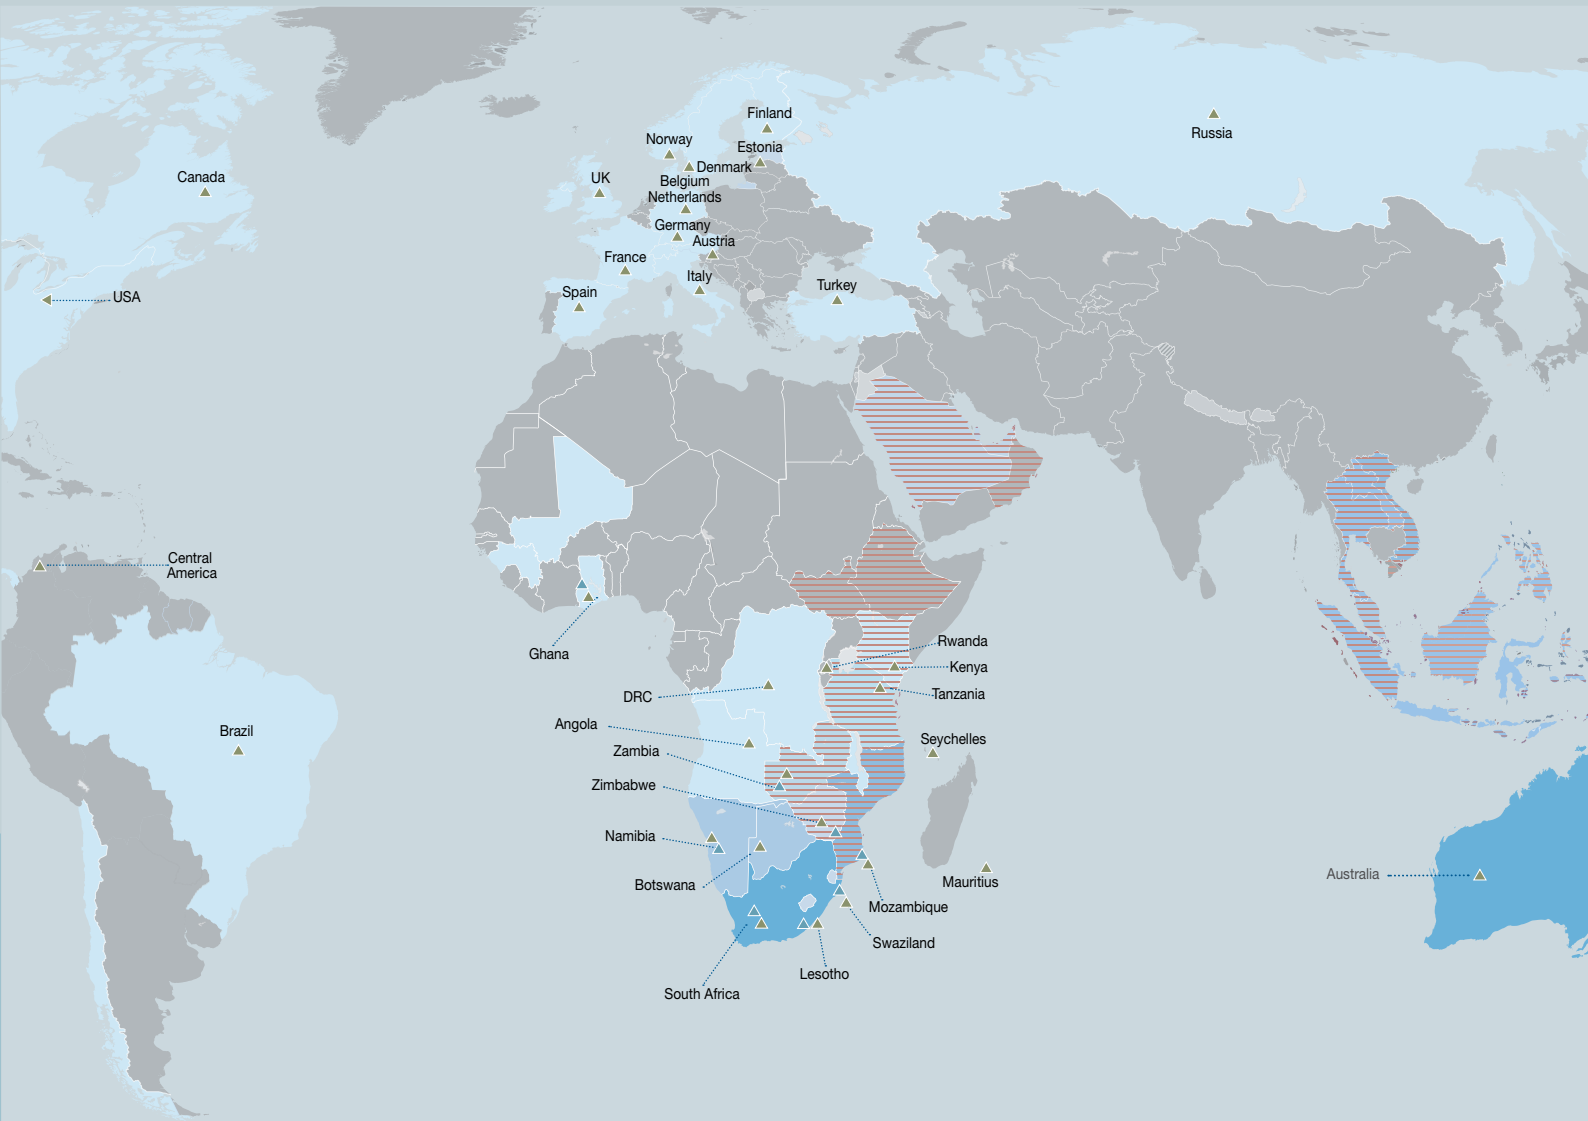 Finland
Norway
Estonia
Russia
Denmark
Canada
UK
Belgium
Netherlands
Germany
Austria
France
Italy
Turkey
Spain
USA
Central
America
Ghana
Rwanda
Kenya
DRC
Tanzania
Angola
Brazil
Seychelles
Zambia
Zimbabwe
Namibia
Australia
Botswana
Mauritius
Mozambique
Swaziland
Lesotho
South Africa